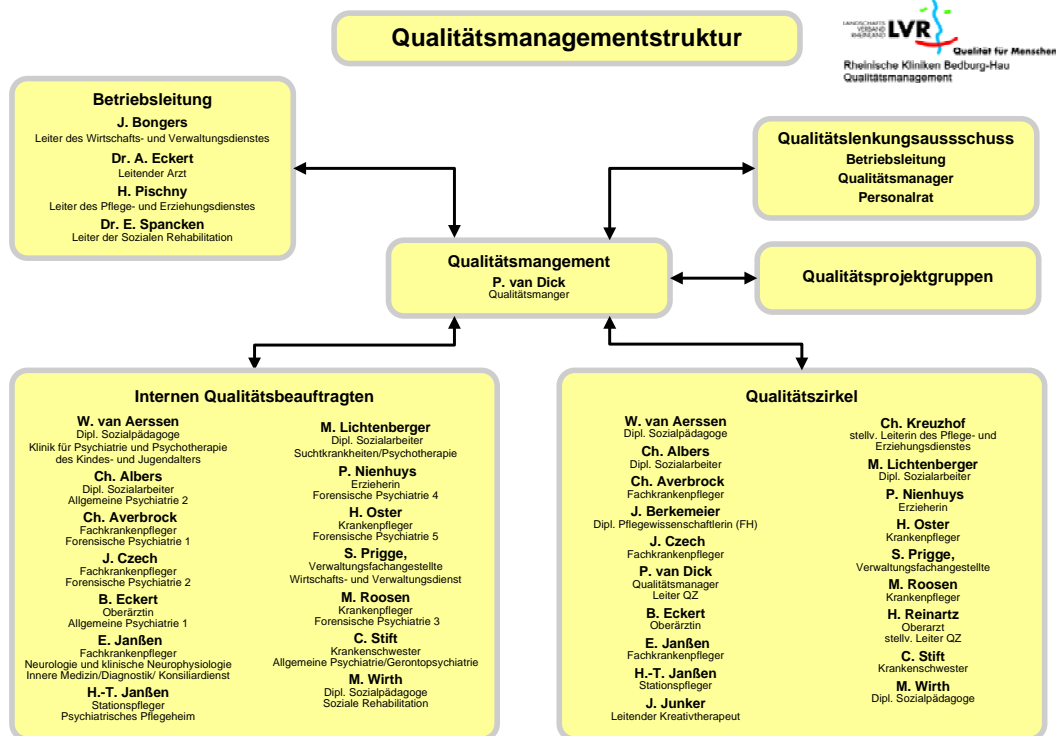 Qualitätsmanagementstruktur
LANDSCHAFTS
VERBAND
RHEINLAND
LVR
Qualität für Menschen
Rheinische Kliniken Bedburg-Hau
Qualitätsmanagement
Betriebsleitung
J. Bongers
Leiter des Wirtschafts- und Verwaltungsdienstes
Dr. A. Eckert
Leitender Arzt
H. Pischny
Leiter des Pflege- und Erziehungsdienstes
Dr. E. Spancken
Leiter der Sozialen Rehabilitation
Qualitätslenkungsaussschuss
Betriebsleitung
Qualitätsmanager
Personalrat
Qualitätsmangement
P. van Dick
Qualitätsmanger
Qualitätsprojektgruppen
Internen Qualitätsbeauftragten
W. van Aerssen
Dipl. Sozialpädagoge
Klinik für Psychiatrie und Psychotherapie
des Kindes- und Jugendalters
Ch. Albers
Dipl. Sozialarbeiter
Allgemeine Psychiatrie 2
Ch. Averbrock
Fachkrankenpfleger
Forensische Psychiatrie 1
J. Czech
Fachkrankenpfleger
Forensische Psychiatrie 2
B. Eckert
Oberärztin
Allgemeine Psychiatrie 1
E. Janßen
Fachkrankenpfleger
Neurologie und klinische Neurophysiologie
Innere Medizin/Diagnostik/ Konsiliardienst
H.-T. Janßen
Stationspfleger
Psychiatrisches Pflegeheim
M. Lichtenberger
Dipl. Sozialarbeiter
Suchtkrankheiten/Psychotherapie
P. Nienhuys
Erzieherin
Forensische Psychiatrie 4
H. Oster
Krankenpfleger
Forensische Psychiatrie 5
S. Prigge,
Verwaltungsfachangestellte
Wirtschafts- und Verwaltungsdienst
M. Roosen
Krankenpfleger
Forensische Psychiatrie 3
C. Stift
Krankenschwester
Allgemeine Psychiatrie/Gerontopsychiatrie
M. Wirth
Dipl. Sozialpädagoge
Soziale Rehabilitation
Qualitätszirkel
W. van Aerssen
Dipl. Sozialpädagoge
Ch. Albers
Dipl. Sozialarbeiter
Ch. Averbrock
Fachkrankenpfleger
J. Berkemeier
Dipl. Pflegewissenschaftlerin (FH)
J. Czech
Fachkrankenpfleger
P. van Dick
Qualitätsmanager
Leiter QZ
B. Eckert
Oberärztin
E. Janßen
Fachkrankenpfleger
H.-T. Janßen
Stationspfleger
J. Junker
Leitender Kreativtherapeut
Ch. Kreuzhof
stellv. Leiterin des Pflege- und
Erziehungsdienstes
M. Lichtenberger
Dipl. Sozialarbeiter
P. Nienhuys
Erzieherin
H. Oster
Krankenpfleger
S. Prigge,
Verwaltungsfachangestellte
M. Roosen
Krankenpfleger
H. Reinartz
Oberarzt
stellv. Leiter QZ
C. Stift
Krankenschwester
M. Wirth
Dipl. Sozialpädagoge